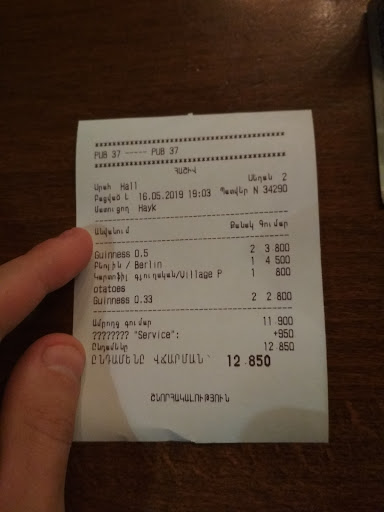 PUB 37 ----- PUB 37
ՀԱՇԻՎ
Սրահ Hall Սեղան 2
Բացված է 16.05.2019 19:03 Պատվեր N 34290
Մատուցող Hayk
Անվանում Քանակ Գումար
Guinness 0,5 2 3 800
Բեռլին / Berlin 1 4 500
Կարտոֆիլ գյուղական/Village P 1 800
otatoes
Guinness 0.33 2 2 800
Ամբողջ գումար 11 900
???????? "Service": +950
Ընդամենը 12 850
ԸՆԴԱՄԵՆԸ ՎՃԱՐՄԱՆ՝ 12 850
ՇՆՈՐՀԱԿԱԼՈՒԹՅՈՒՆ